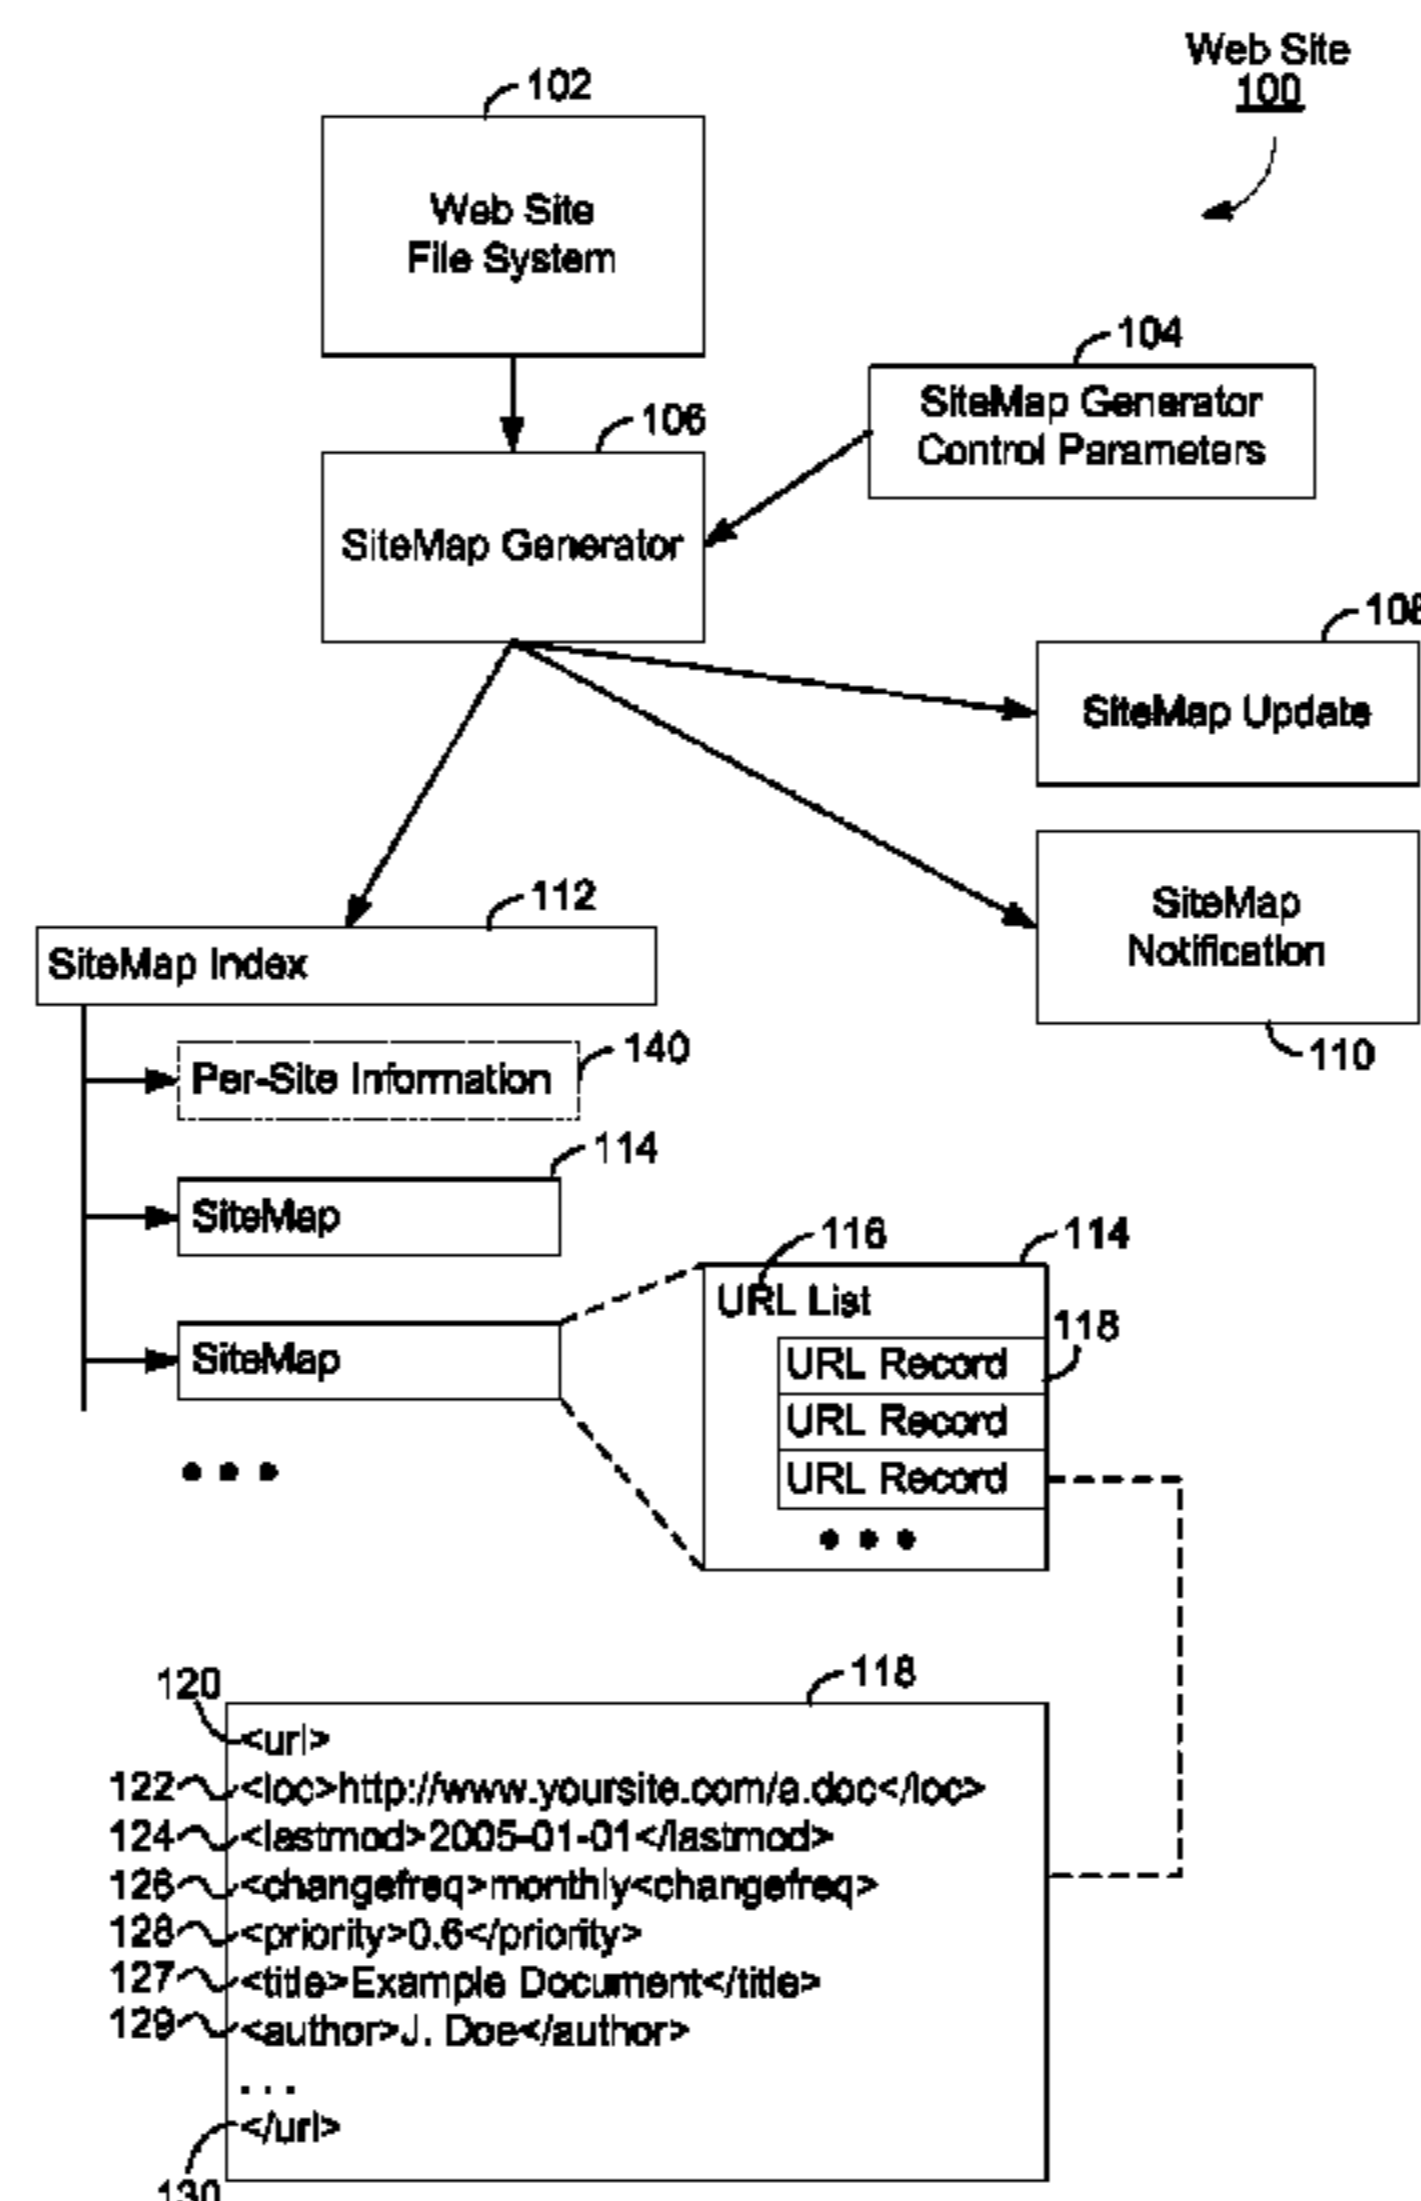 Web Site
100
102
Web Site
File System
104
SiteMap Generator
Control Parameters
106
SiteMap Generator
108
SiteMap Update
SiteMap
Notification
110
112
SiteMap Index
140
Per-Site Information
114
SiteMap
SiteMap
116
114
URL List
118
URL Record
URL Record
URL Record
118
120
<url>
122 <loc>http://www.yoursite.com/a.doc</loc>
124 <lastmod>2005-01-01</lastmod>
126 <changefreq>monthly<changefreq>
128 <priority>0.6</priority>
127 <title>Example Document</title>
129 <author>J. Doe</author>
. . .
</url>
130